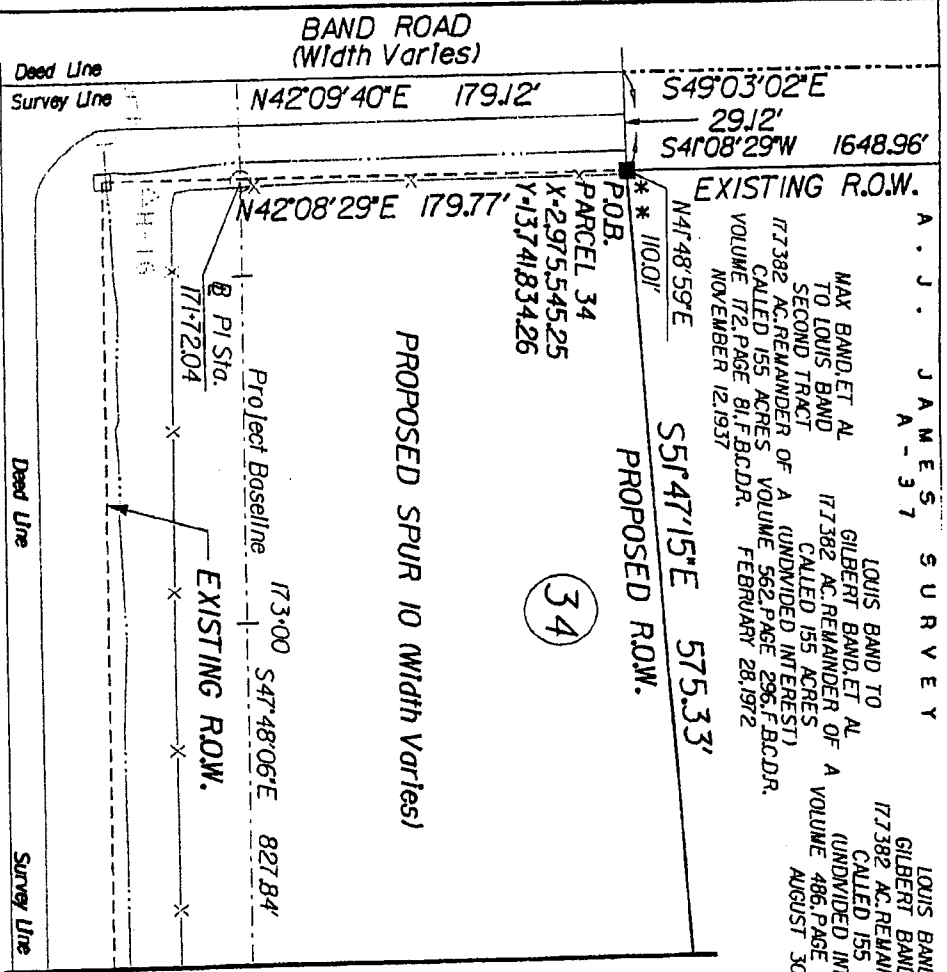 BAND ROAD
(Width Varies)
Deed Line
Survey Line
N42°09'40"E 179.12'
S49°03'02"E
29.12'
S41°08'29"W 1648.96'
EXISTING R.O.W.
N42°08'29"E 179.77'
P.O.B.
PARCEL 34
X=2,975,545.25
Y=13,741,834.26
N41°48'59"E
** 110.01'
A. J. JAMES SURVEY
A-37
MAX BAND, ET AL
TO LOUIS BAND
SECOND TRACT
177.382 AC. REMAINDER OF A
CALLED 155 ACRES
VOLUME 172, PAGE 81, F.B.C.D.R.
NOVEMBER 12, 1937
LOUIS BAND TO
GILBERT BAND, ET AL
177.382 AC. REMAINDER OF A
CALLED 155 ACRES
(UNDIVIDED INTEREST)
VOLUME 562, PAGE 296, F.B.C.D.R.
FEBRUARY 28, 1972
LOUIS BAND
GILBERT BAN
177.382 AC. REMAI
CALLED 155
(UNDIVIDED INT
VOLUME 486, PAGE
AUGUST 30
S51°47'15"E 575.33'
PROPOSED R.O.W.
34
PROPOSED SPUR 10 (Width Varies)
PI Sta.
171+72.04
Project Baseline
173+00
S47°48'06"E 827.84'
EXISTING R.O.W.
Deed Line
Survey Line